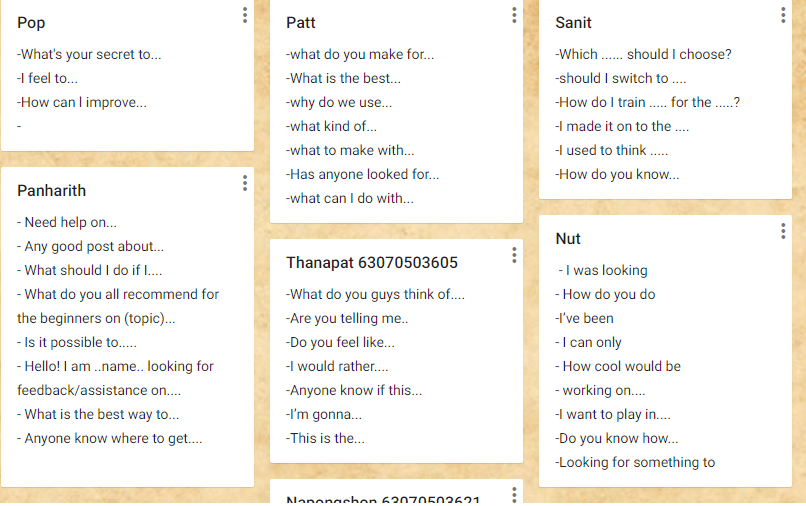 Pop
-What's your secret to...
-I feel to...
-How can I improve...
-
Panharith
- Need help on...
- Any good post about...
- What should I do if I....
- What do you all recommend for
the beginners on (topic)...
- Is it possible to.....
- Hello! I am ..name.. looking for
feedback/assistance on....
- What is the best way to...
- Anyone know where to get....
Patt
-what do you make for...
-What is the best...
-why do we use...
-what kind of...
-what to make with...
-Has anyone looked for...
-what can I do with...
Thanapat 63070503605
-What do you guys think of....
-Are you telling me..
-Do you feel like...
-I would rather....
-Anyone know if this...
-I'm gonna...
-This is the...
Napongshon 63070503621
Sanit
-Which ...... should I choose?
-should I switch to ....
-How do I train ..... for the .....?
-I made it on to the ....
-I used to think .....
-How do you know...
Nut
- I was looking
- How do you do
-I’ve been
- I can only
- How cool would be
- working on....
-I want to play in....
-Do you know how...
-Looking for something to